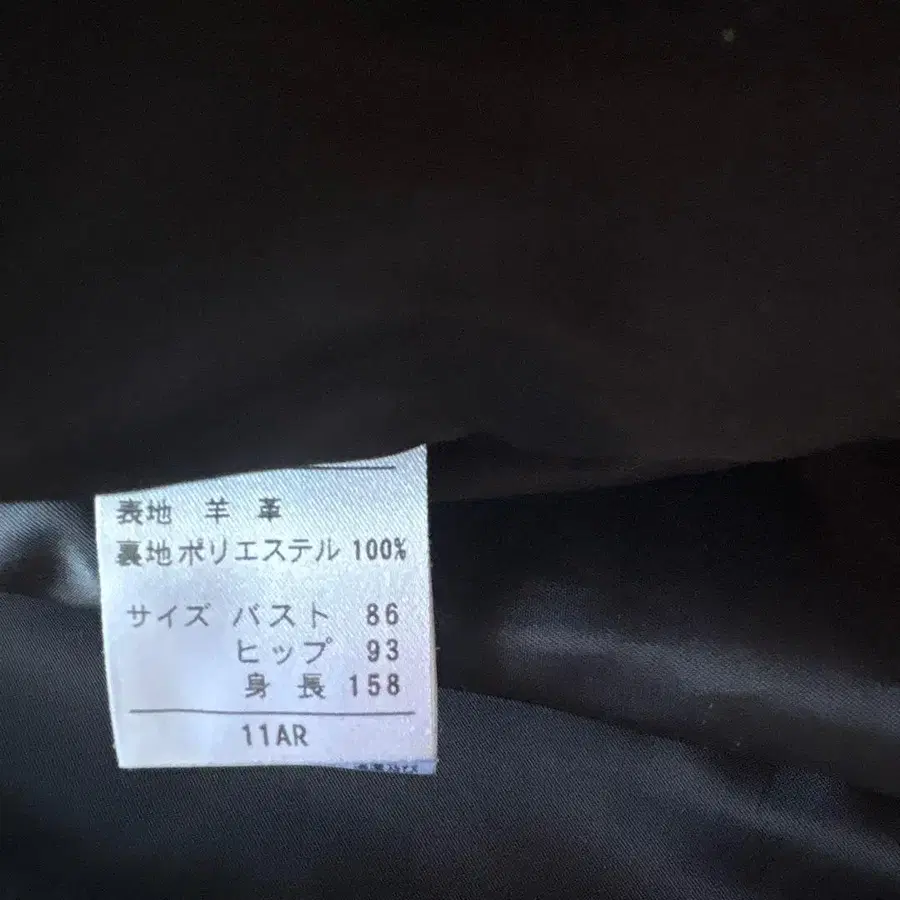 表地 羊革
裏地ポリエステル 100%
サイズ バスト 86
ヒップ 93
身長 158
11AR